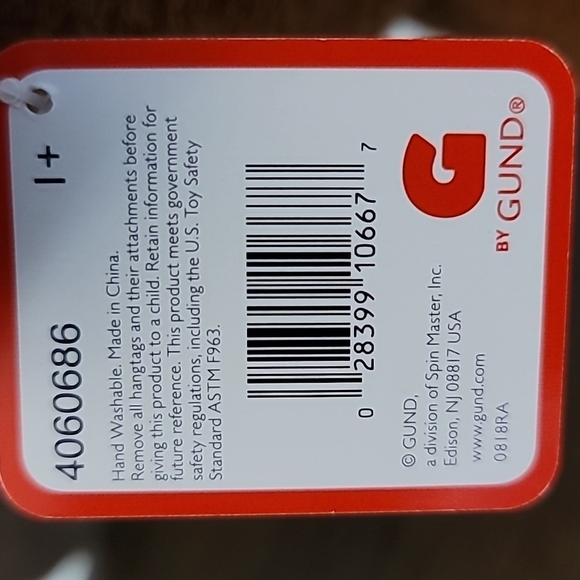 4060686 1+
Hand Washable. Made in China.
Remove all hangtags and their attachments before
giving this product to a child. Retain information for
future reference. This product meets government
safety regulations, including the U.S. Toy Safety
Standard ASTM F963.
0 28399 10667 7
© GUND,
a division of Spin Master, Inc.
Edison, NJ 08817 USA
www.gund.com
0818RA
G
BY GUND®